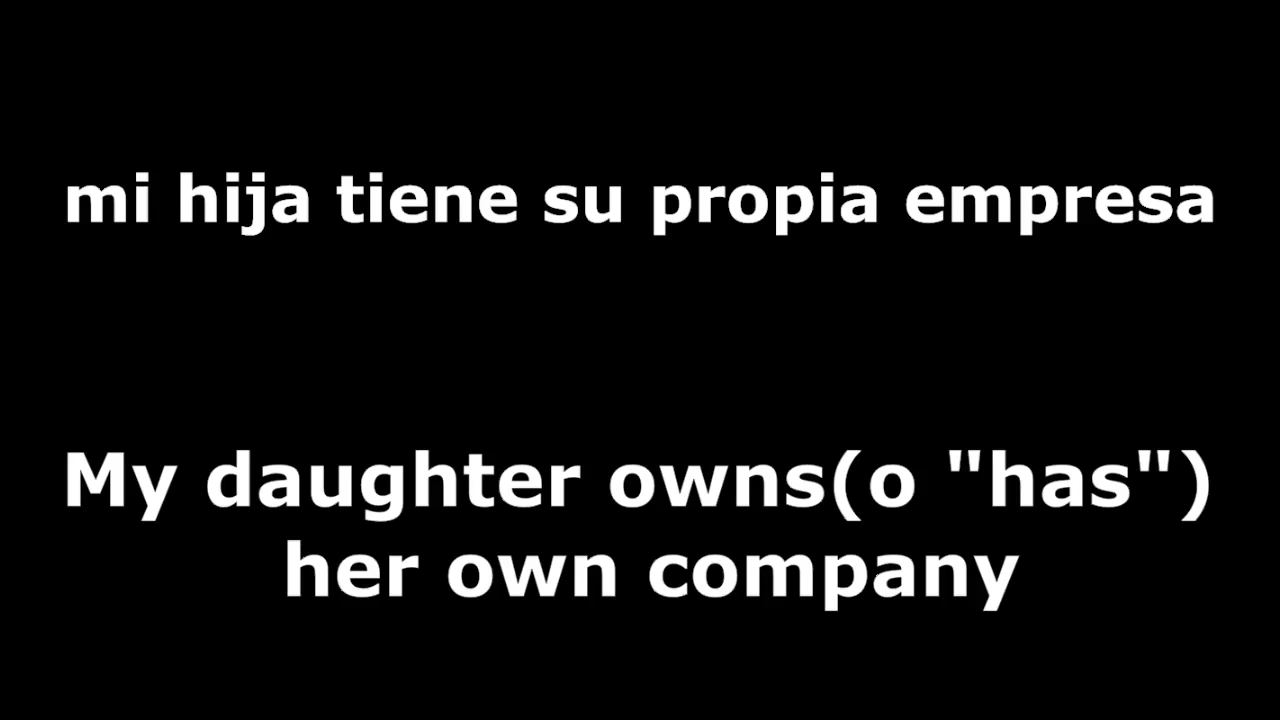 mi hija tiene su propia empresa
My daughter owns(o "has")
her own company